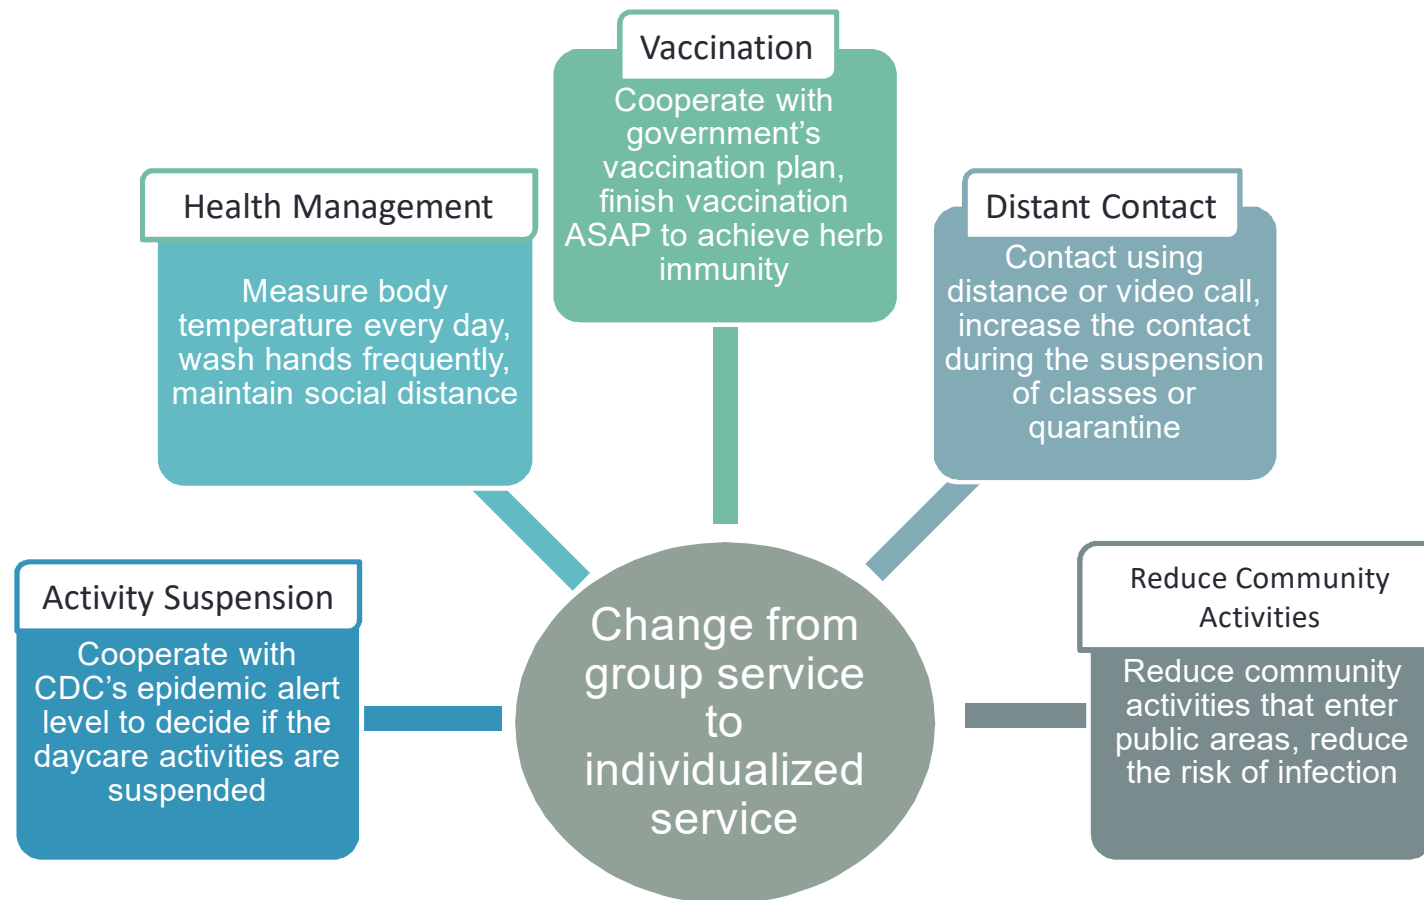 Vaccination
Cooperate with
government’s
vaccination plan,
finish vaccination
ASAP to achieve herb
immunity
Health Management
Measure body
temperature every day,
wash hands frequently,
maintain social distance
Distant Contact
Contact using
distance or video call,
increase the contact
during the suspension
of classes or
quarantine
Activity Suspension
Cooperate with
CDC’s epidemic alert
level to decide if the
daycare activities are
suspended
Change from
group service
to
individualized
service
Reduce Community
Activities
Reduce community
activities that enter
public areas, reduce
the risk of infection